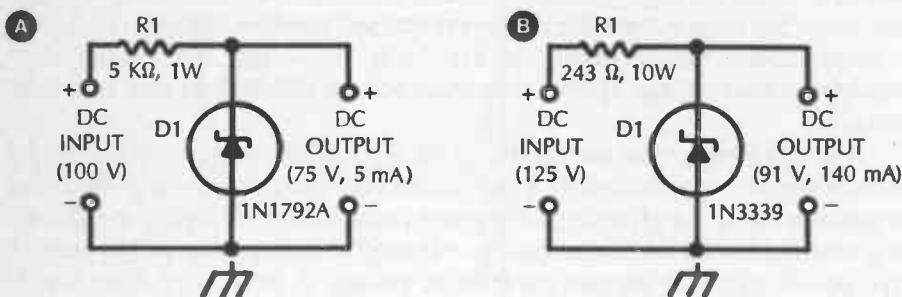 A
R1
5 KΩ, 1W
+
+
DC
INPUT
(100 V)
D1
DC
OUTPUT
(75 V, 5 mA)
−
1N1792A
−
B
R1
243 Ω, 10W
+
+
DC
INPUT
(125 V)
D1
DC
OUTPUT
(91 V, 140 mA)
−
1N3339
−